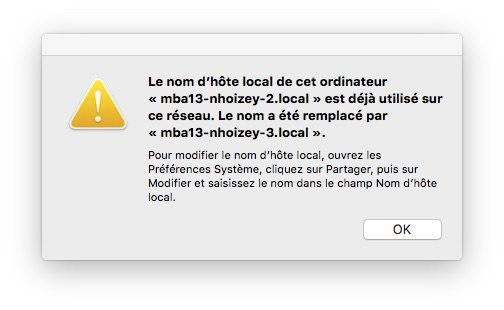 Le nom d’hôte local de cet ordinateur
« mba13-nhoizey-2.local » est déjà utilisé sur
ce réseau. Le nom a été remplacé par
« mba13-nhoizey-3.local ».
Pour modifier le nom d’hôte local, ouvrez les
Préférences Système, cliquez sur Partager, puis sur
Modifier et saisissez le nom dans le champ Nom d’hôte
local.
OK